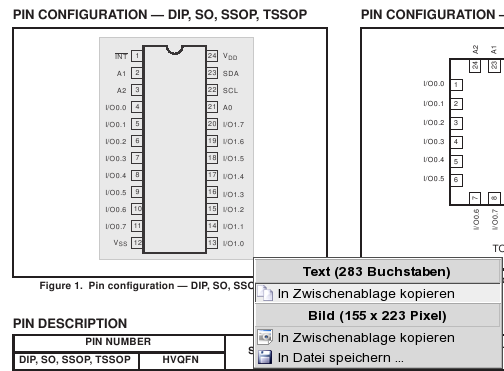 PIN CONFIGURATION — DIP, SO, SSOP, TSSOP
INT 1 24 VDD
A1 2 23 SDA
A2 3 22 SCL
I/O0.0 4 21 A0
I/O0.1 5 20 I/O1.7
I/O0.2 6 19 I/O1.6
I/O0.3 7 18 I/O1.5
I/O0.4 8 17 I/O1.4
I/O0.5 9 16 I/O1.3
I/O0.6 10 15 I/O1.2
I/O0.7 11 14 I/O1.1
VSS 12 13 I/O1.0
Figure 1. Pin configuration — DIP, SO, SSO
PIN CONFIGURATION –
A2 A1
24 23
I/O0.0 1
I/O0.1 2
I/O0.2 3
I/O0.3 4
I/O0.4 5
I/O0.5 6
7 8
I/O0.6 I/O0.7
TO
Text (283 Buchstaben)
In Zwischenablage kopieren
Bild (155 x 223 Pixel)
In Zwischenablage kopieren
In Datei speichern ...
PIN DESCRIPTION
PIN NUMBER
DIP, SO, SSOP, TSSOP HVQFN